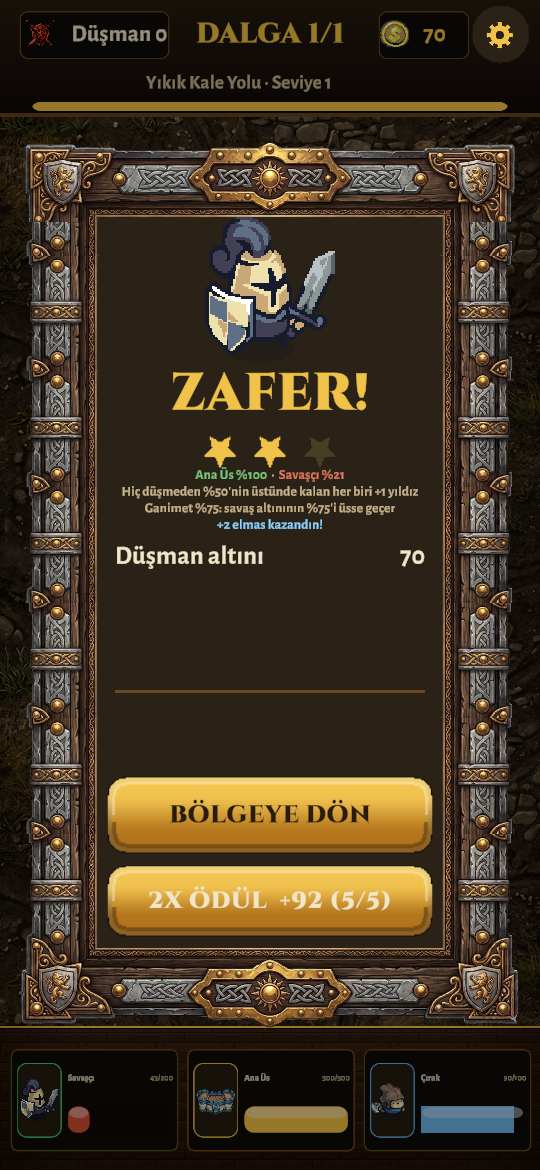 Düşman 0
DALGA 1/1
70
Yıkık Kale Yolu · Seviye 1
ZAFER!
Ana Üs %100 · Savaşçı %21
Hiç düşmeden %50'nin üstünde kalan her biri +1 yıldız
Ganimet %75: savaş altınının %75'i üsse geçer
+2 elmas kazandın!
Düşman altını 70
BÖLGEYE DÖN
2X ÖDÜL +92 (5/5)
Savaşçı 43/200
Ana Üs 300/300
Çırak 90/100